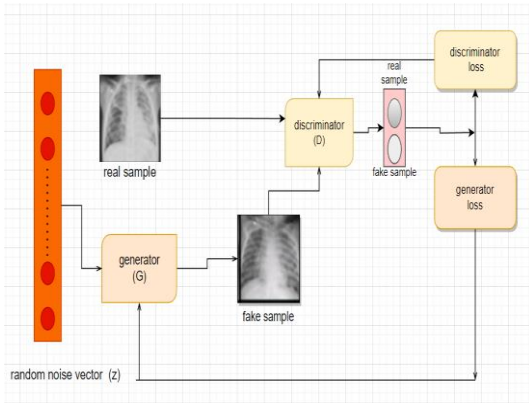 discriminator
loss
real
sample
discriminator
(D)
real sample
fake sample
generator
loss
generator
(G)
fake sample
random noise vector (z)